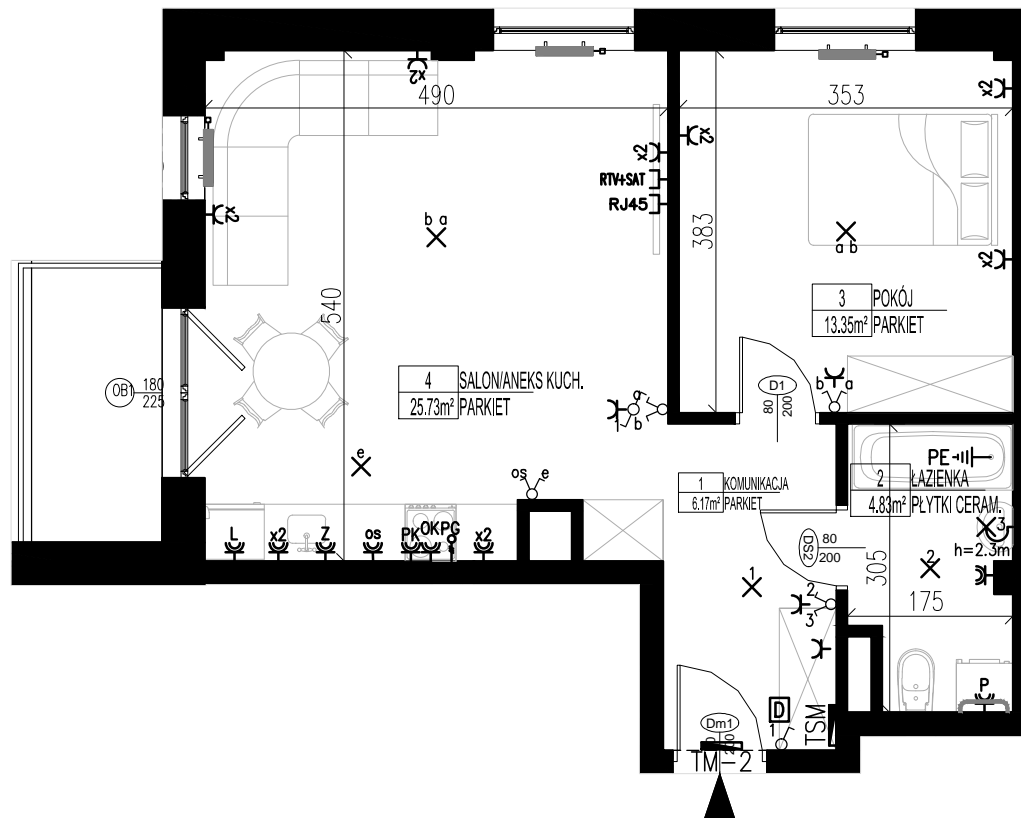 x2
490
353
x2
x2
x2
RTV+SAT
RJ45
x2
383
b a
a b
x2
540
3 POKÓJ
13.35m² PARKIET
OB1 180
225
4 SALON/ANEKS KUCH.
25.73m² PARKIET
D1
80
200
b a
a
b
e
os e
1 KOMUNIKACJA
6.17m² PARKIET
PE
2 ŁAZIENKA
4.83m² PŁYTKI CERAM.
3
h=2.3m
L x2 Z os PK OKPG x2
DS2 80
200
305
2
175
1
2
3
P
D
1
TSM
Dm1
TM-2